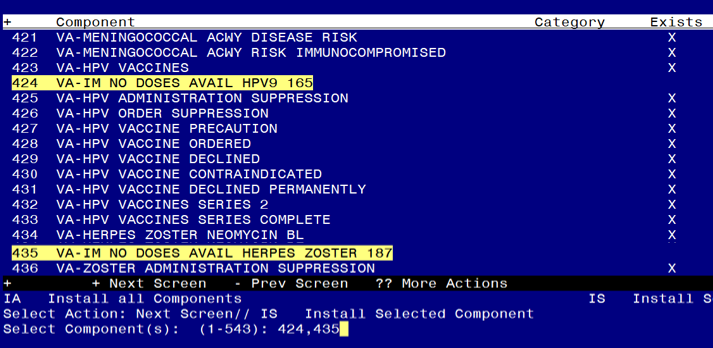 + Component Category Exists
421 VA-MENINGOCOCCAL ACWY DISEASE RISK X
422 VA-MENINGOCOCCAL ACWY RISK IMMUNOCOMPROMISED X
423 VA-HPV VACCINES X
424 VA-IM NO DOSES AVAIL HPV9 165
425 VA-HPV ADMINISTRATION SUPPRESSION X
426 VA-HPV ORDER SUPPRESSION X
427 VA-HPV VACCINE PRECAUTION X
428 VA-HPV VACCINE ORDERED X
429 VA-HPV VACCINE DECLINED X
430 VA-HPV VACCINE CONTRAINDICATED X
431 VA-HPV VACCINE DECLINED PERMANENTLY X
432 VA-HPV VACCINES SERIES 2 X
433 VA-HPV VACCINES SERIES COMPLETE X
434 VA-HERPES ZOSTER NEOMYCIN BL X
435 VA-IM NO DOSES AVAIL HERPES ZOSTER 187
436 VA-ZOSTER ADMINISTRATION SUPPRESSION X
+ + Next Screen - Prev Screen ?? More Actions
IA Install all Components IS Install S
Select Action: Next Screen// IS Install Selected Component
Select Component(s): (1-543): 424,435